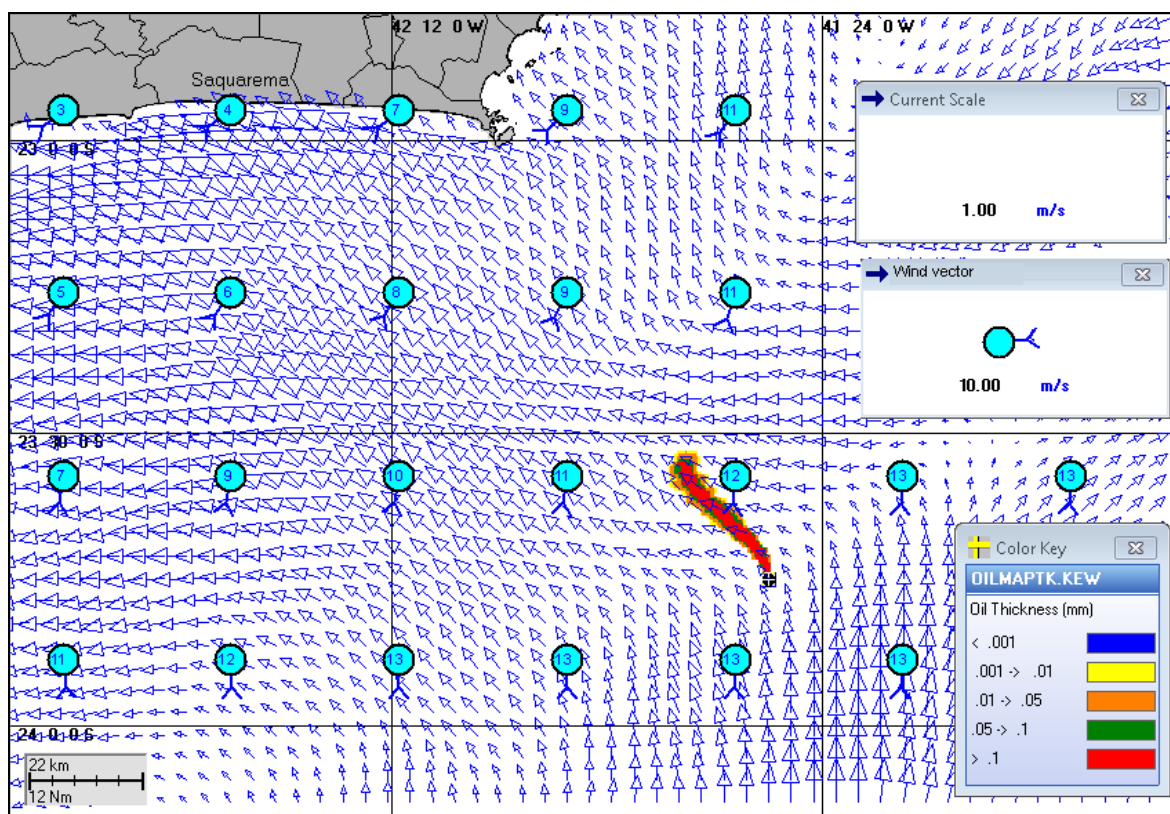 42 12 0 W
41 24 0 W
Saquarema
3
4
7
9
11
23 0 0 S
Current Scale
1.00 m/s
Wind vector
10.00 m/s
5
6
8
9
11
23 30 0 S
7
9
10
11
12
13
13
Color Key
OILMAPTK.KEW
Oil Thickness (mm)
< .001
.001 -> .01
.01 -> .05
.05 -> .1
> .1
11
12
13
13
13
13
24 0 0 S
22 km
12 Nm